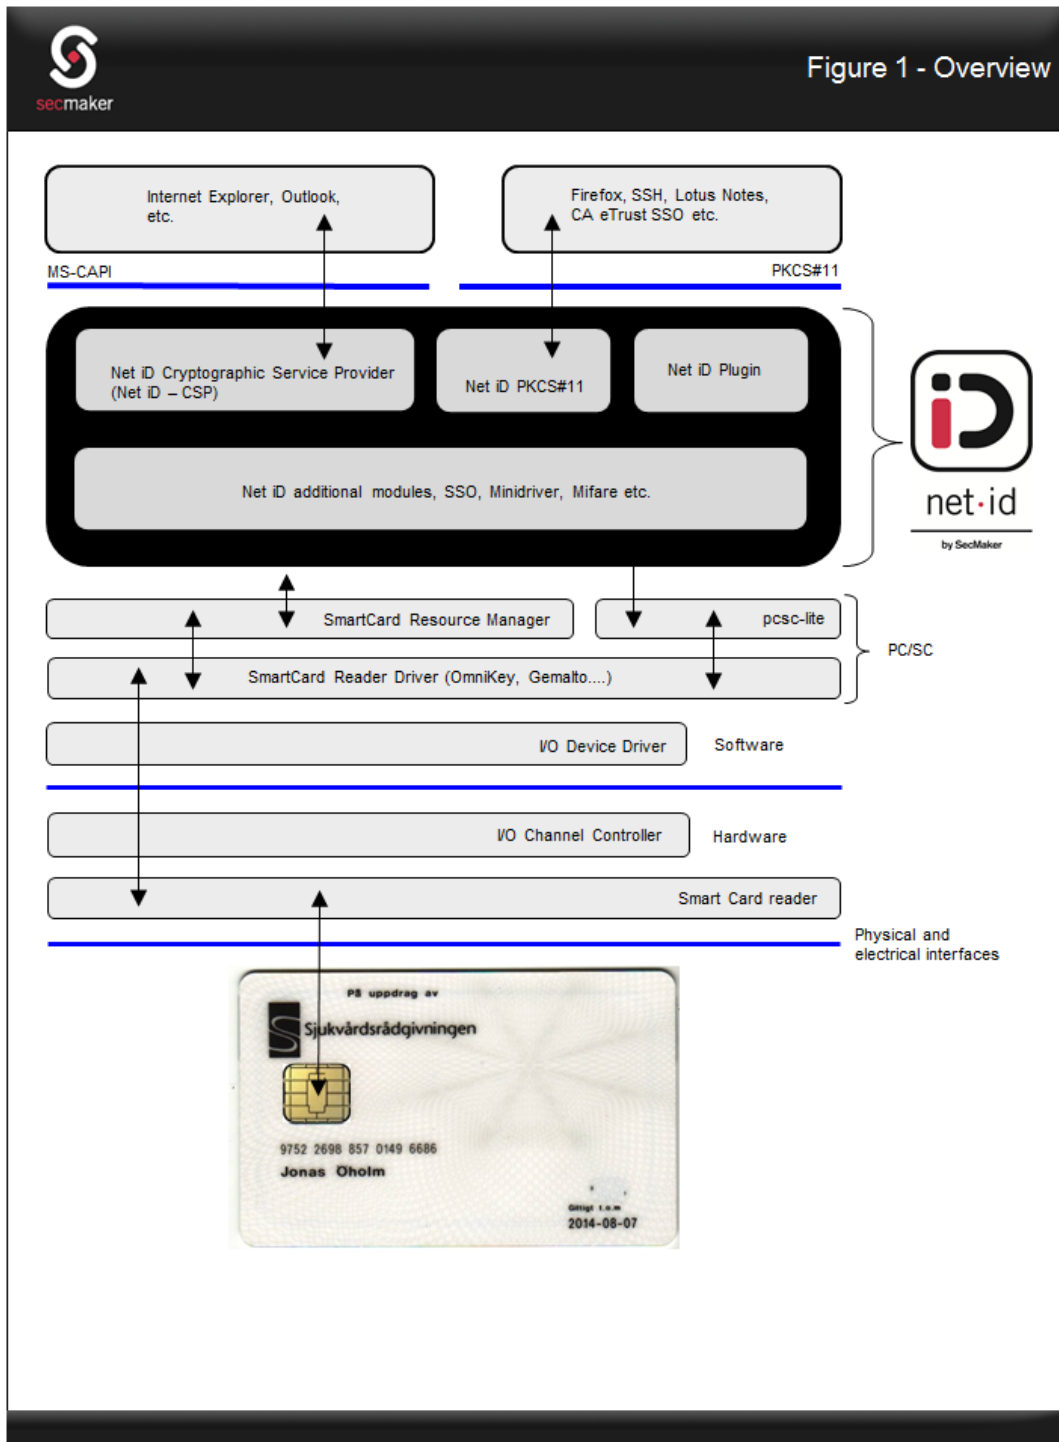 secmaker
Figure 1 - Overview
Internet Explorer, Outlook,
etc.
Firefox, SSH, Lotus Notes,
CA eTrust SSO etc.
MS-CAPI
PKCS#11
Net iD Cryptographic Service Provider
(Net iD – CSP)
Net iD PKCS#11
Net iD Plugin
Net iD additional modules, SSO, Minidriver, Mifare etc.
iD
net·id
by SecMaker
SmartCard Resource Manager
pcsc-lite
PC/SC
SmartCard Reader Driver (OmniKey, Gemalto....)
I/O Device Driver
Software
I/O Channel Controller
Hardware
Smart Card reader
Physical and
electrical interfaces
På uppdrag av
Sjukvårdsrådgivningen
9752 2698 857 0149 6686
Jonas Öholm
Giltigt t.o.m
2014-08-07